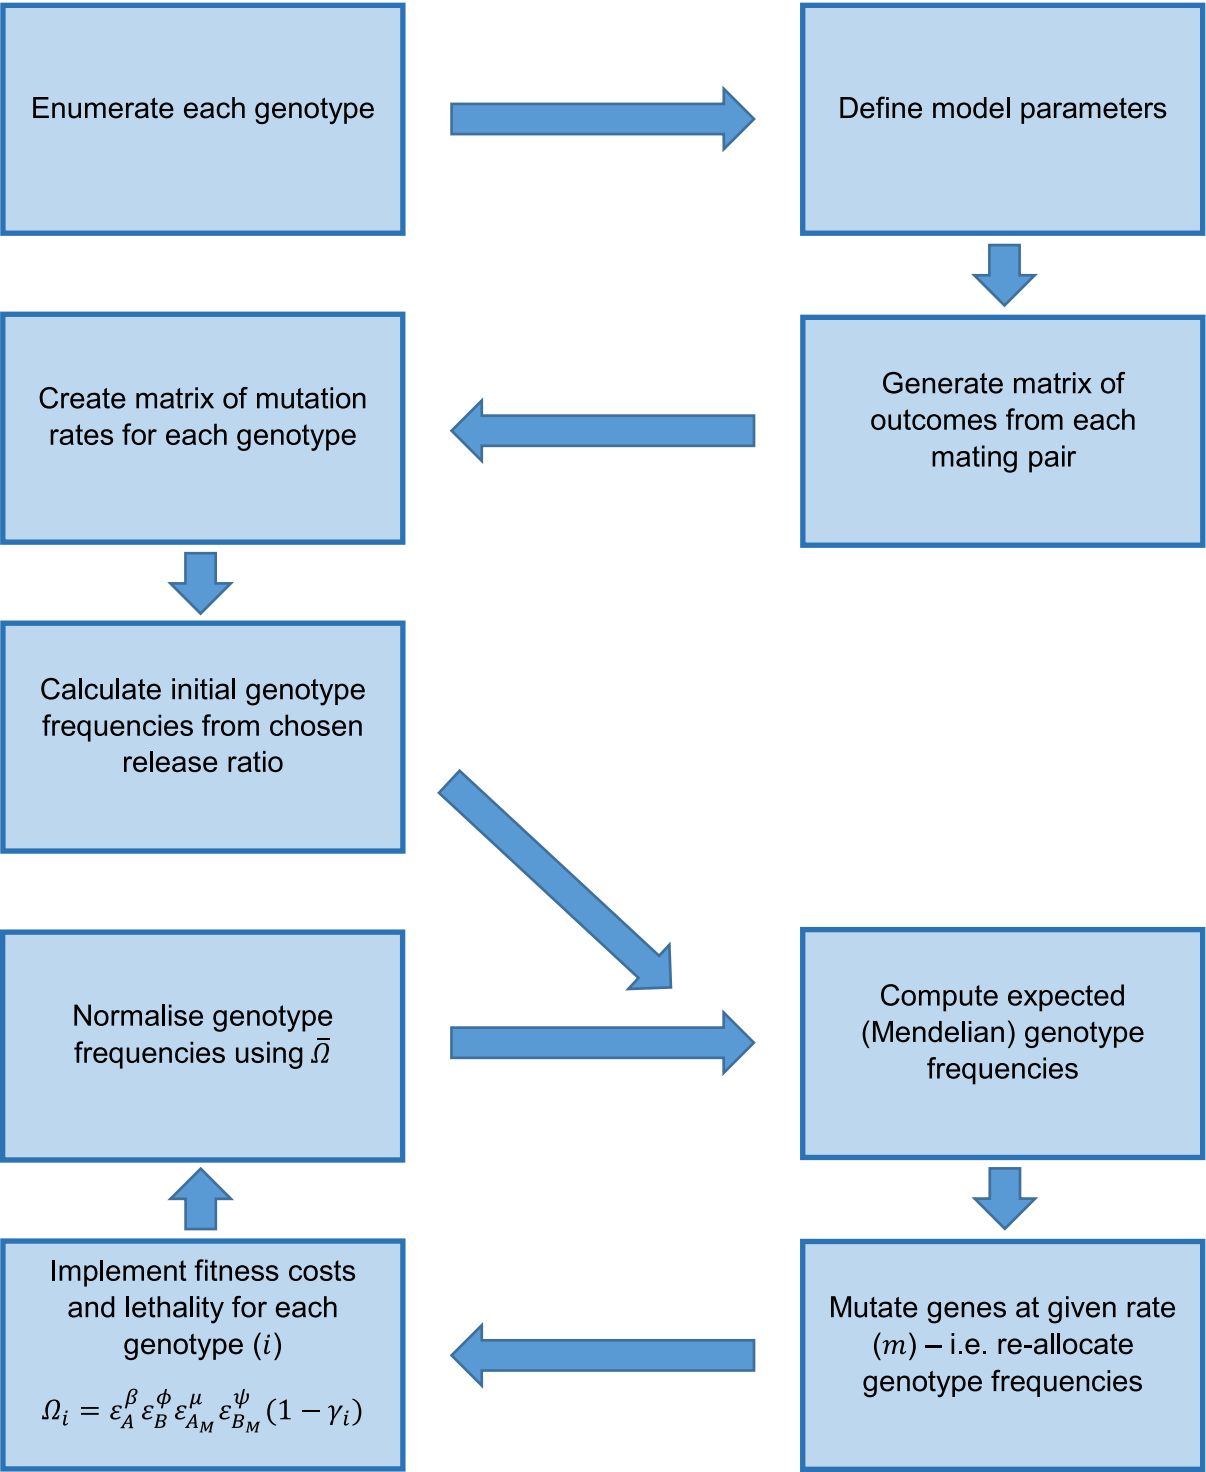 Enumerate each genotype
Define model parameters
Generate matrix of
outcomes from each
mating pair
Create matrix of mutation
rates for each genotype
Calculate initial genotype
frequencies from chosen
release ratio
Compute expected
(Mendelian) genotype
frequencies
Mutate genes at given rate
(m) – i.e. re-allocate
genotype frequencies
Implement fitness costs
and lethality for each
genotype (i)
Ω_i = ε_A^β ε_B^ϕ ε_{A_M}^μ ε_{B_M}^ψ (1 − γ_i)
Normalise genotype
frequencies using Ω̅